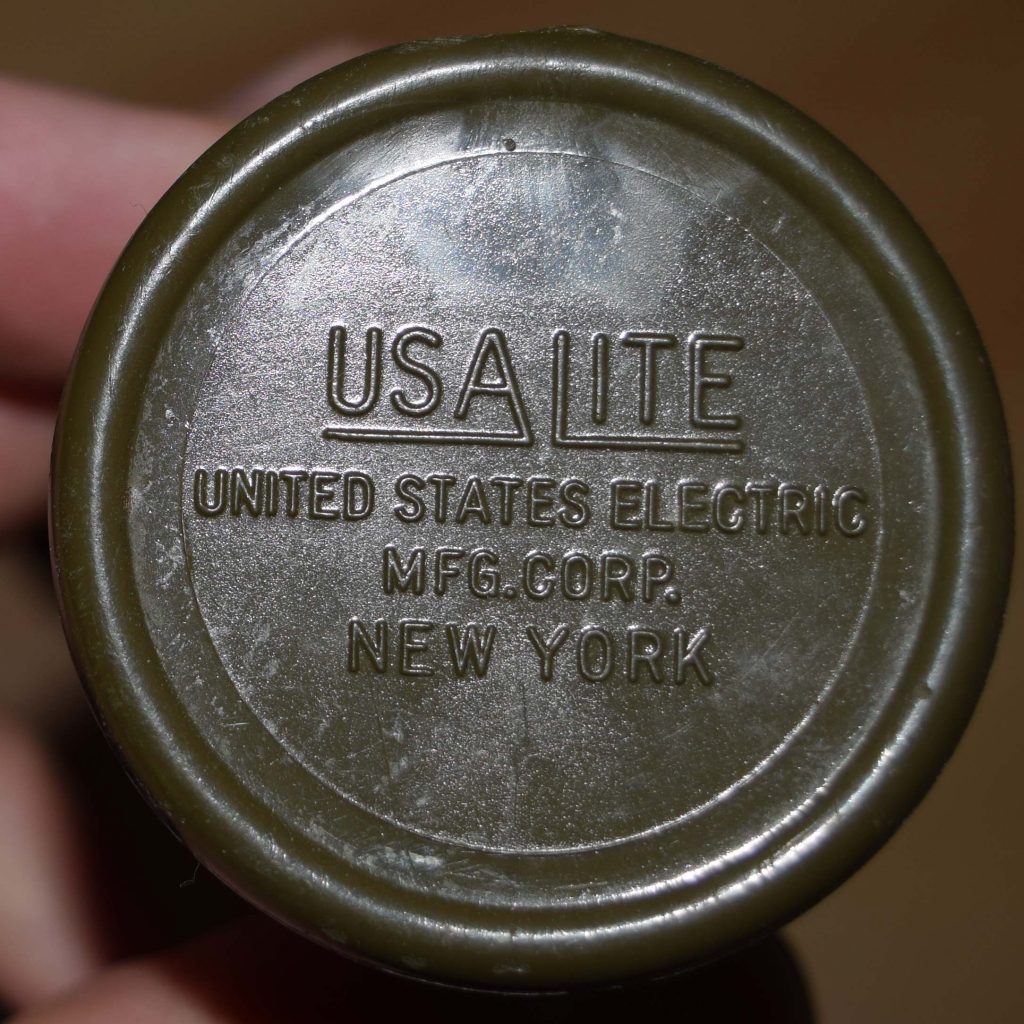 USALITE
UNITED STATES ELECTRIC
MFG.CORP.
NEW YORK